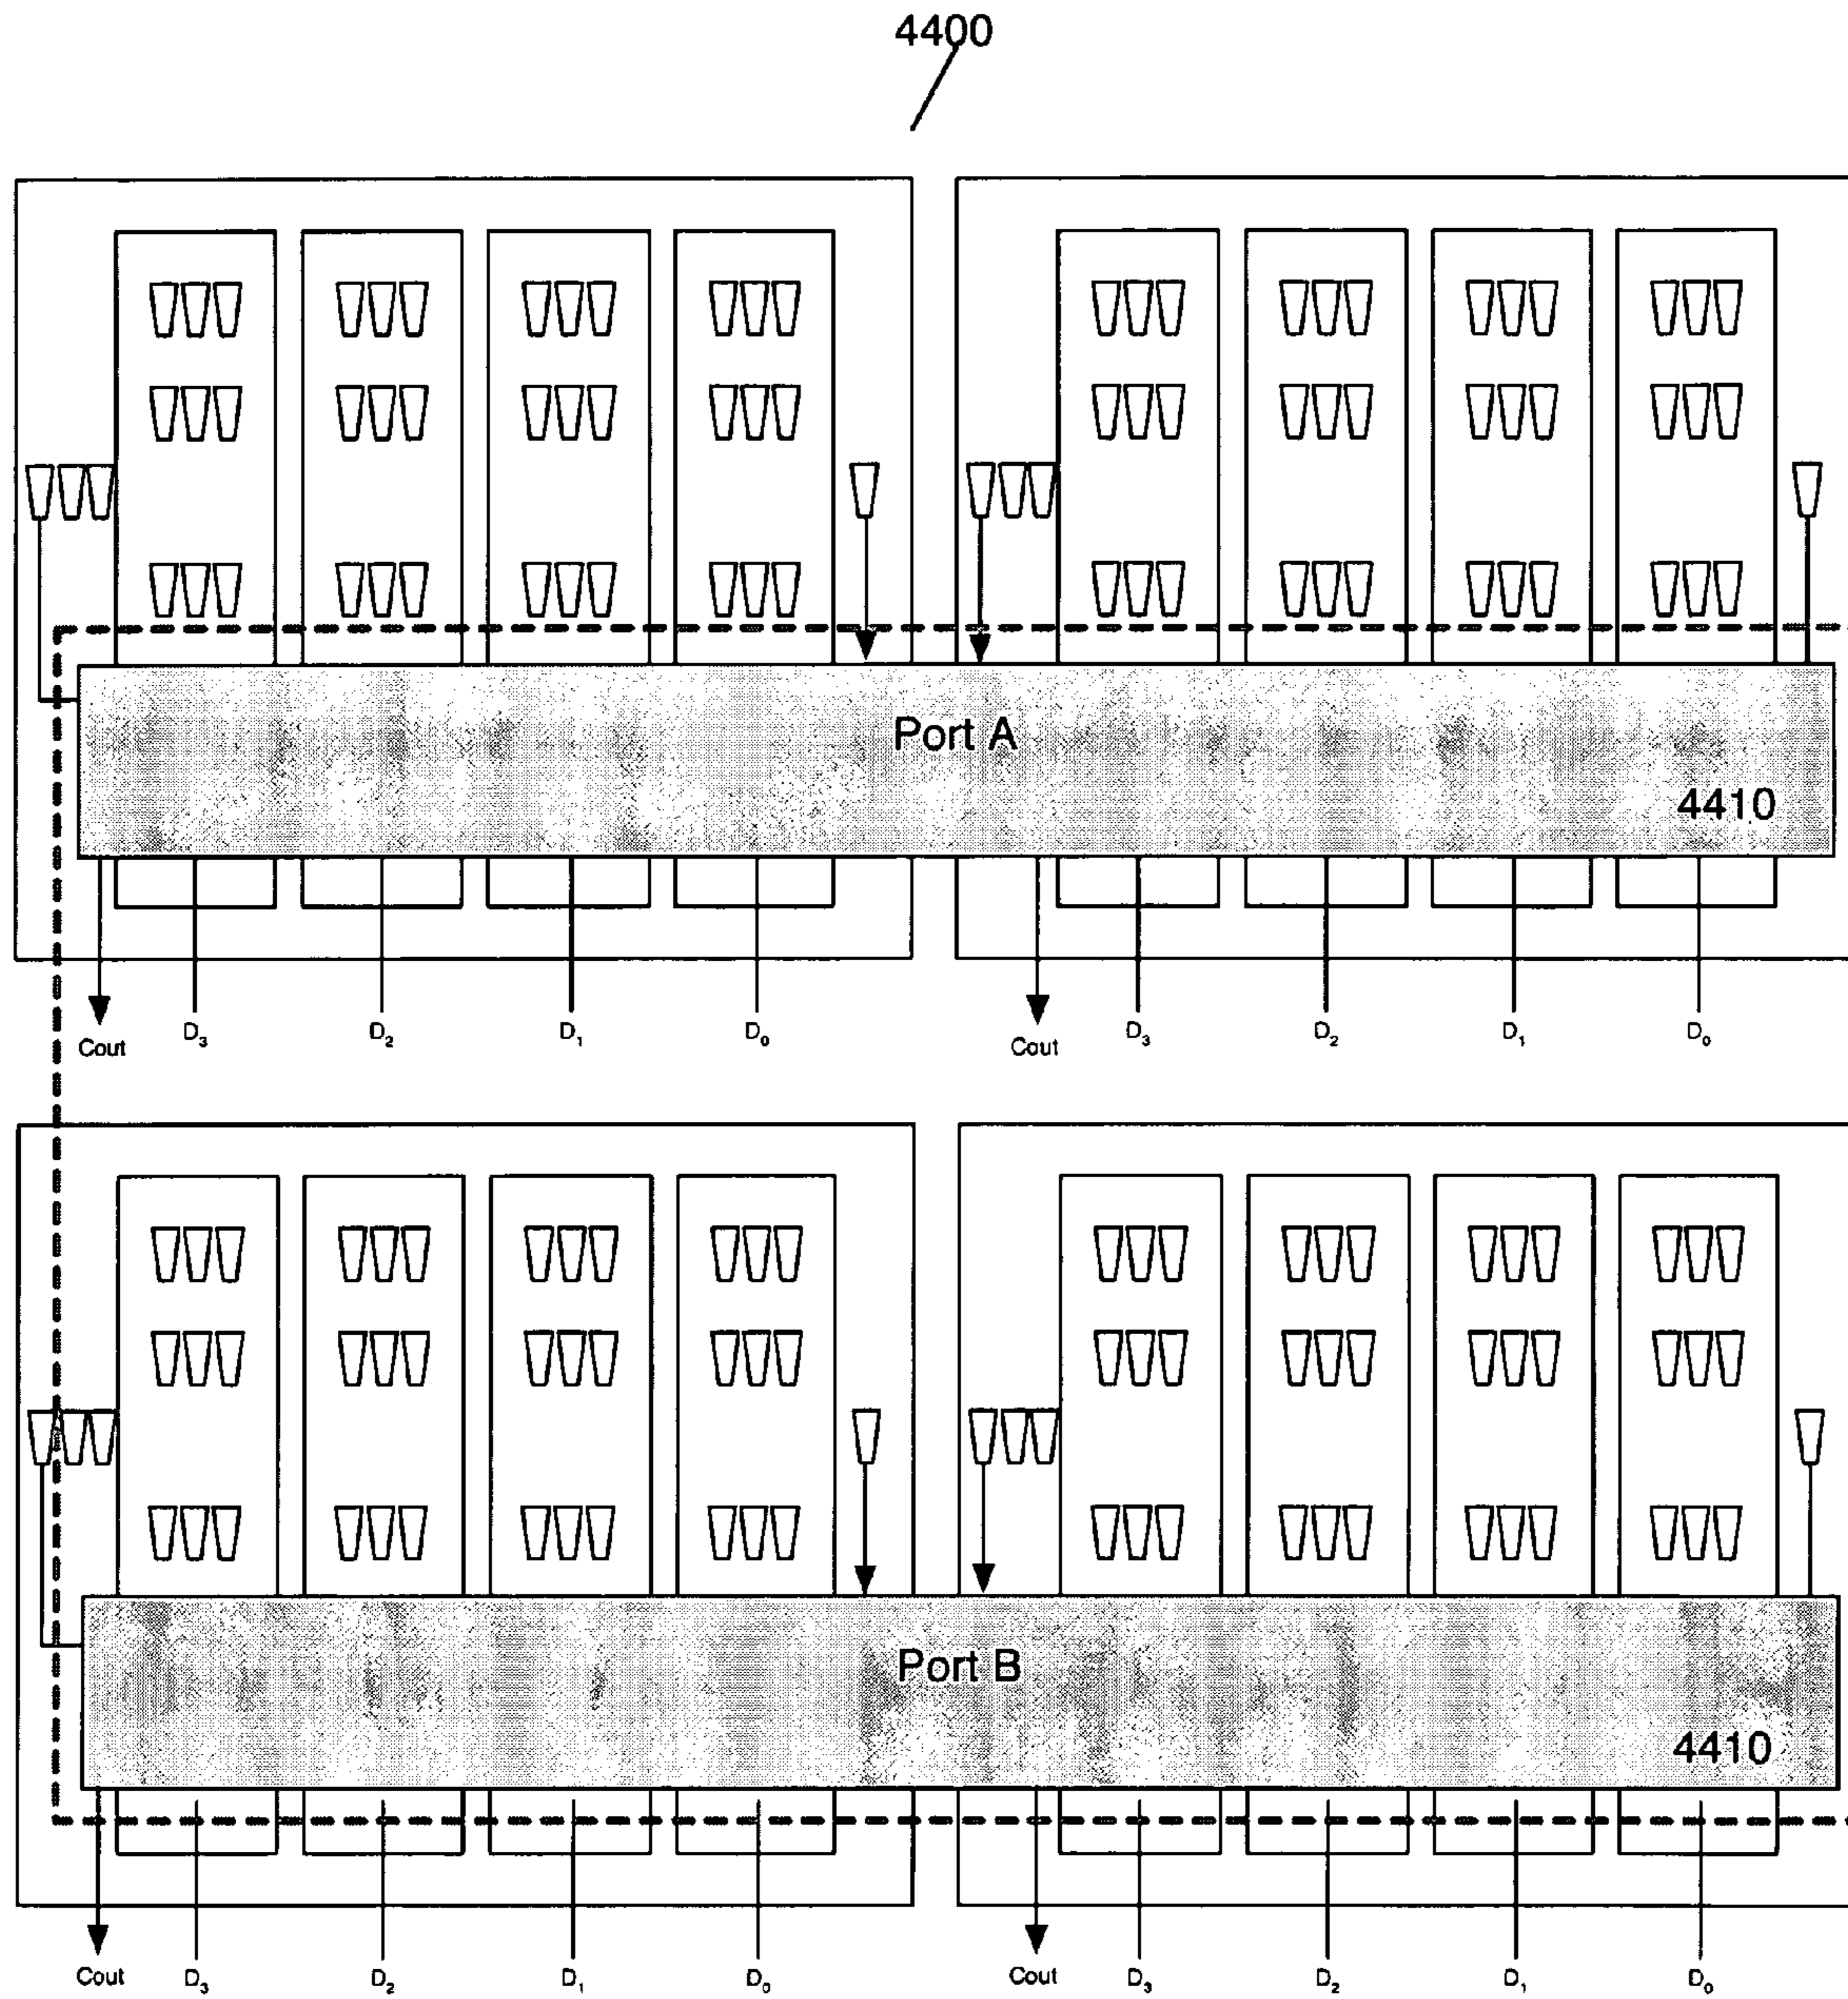 4400
Port A
4410
Cout D₃ D₂ D₁ D₀ Cout D₃ D₂ D₁ D₀
Port B
4410
Cout D₃ D₂ D₁ D₀ Cout D₃ D₂ D₁ D₀